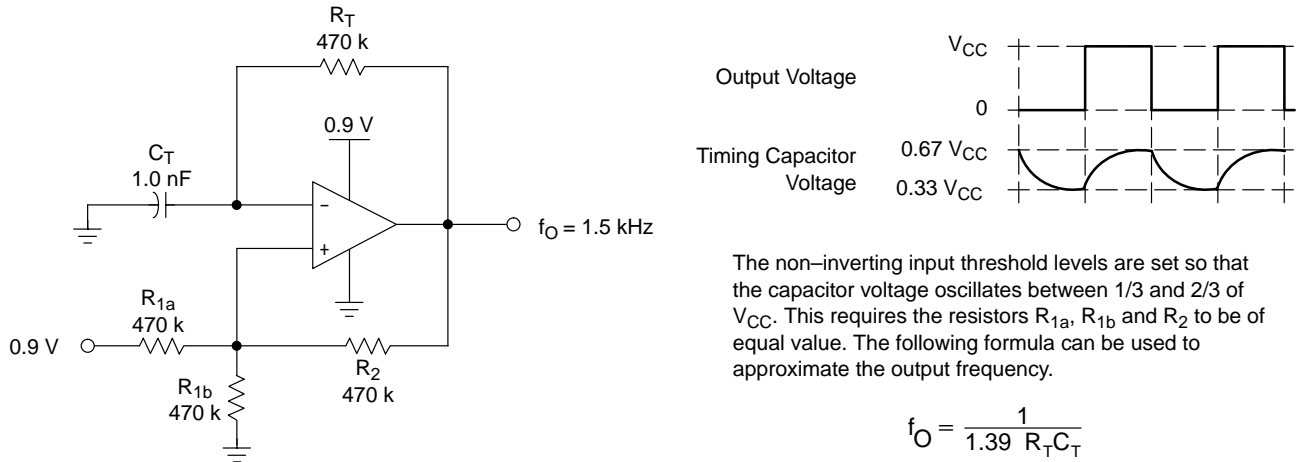 R_T
470 k
0.9 V
C_T
1.0 nF
−
+
f_O = 1.5 kHz
R_1a
470 k
0.9 V
R_2
470 k
R_1b
470 k
Output Voltage
V_CC
0
Timing Capacitor
Voltage
0.67 V_CC
0.33 V_CC
The non–inverting input threshold levels are set so that
the capacitor voltage oscillates between 1/3 and 2/3 of
V_CC. This requires the resistors R_1a, R_1b and R_2 to be of
equal value. The following formula can be used to
approximate the output frequency.
f_O = 1 / 1.39 R_T C_T